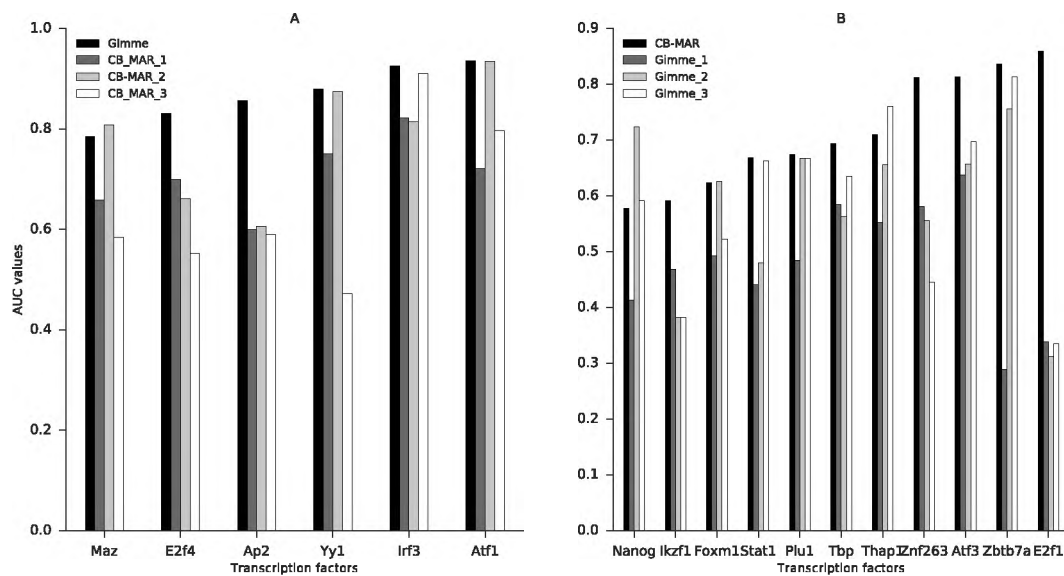 A
1.0
0.8
0.6
0.4
0.2
0.0
AUC values
Gimme
CB_MAR_1
CB-MAR_2
CB_MAR_3
Maz E2f4 Ap2 Yy1 Irf3 Atf1
Transcription factors
B
0.9
0.8
0.7
0.6
0.5
0.4
0.3
0.2
0.1
0.0
CB-MAR
Gimme_1
Gimme_2
Gimme_3
Nanog Ikzf1 Foxm1 Stat1 Plu1 Tbp Thap1 Znf263 Atf3 Zbtb7a E2f1
Transcription factors